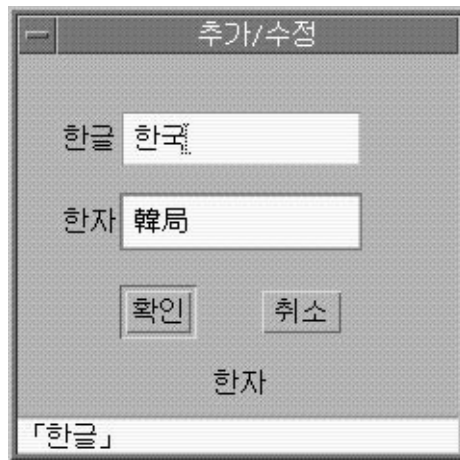 추가/수정
한글 한국
한자 韓局
확인 취소
한자
「한글」